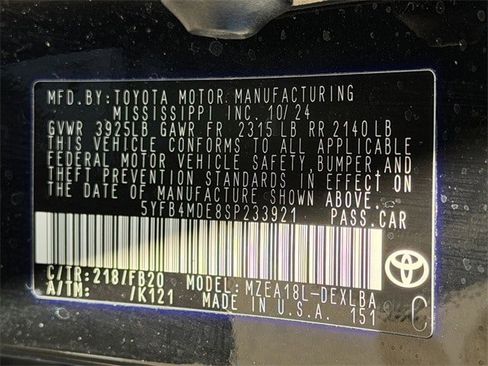 MFD.BY: TOYOTA MOTOR MANUFACTURING
MISSISSIPPI INC. 10/24
GVWR 3925LB GAWR FR 2315 LB RR 2140 LB
THIS VEHICLE CONFORMS TO ALL APPLICABLE
FEDERAL MOTOR VEHICLE SAFETY, BUMPER AND
THEFT PREVENTION STANDARDS IN EFFECT ON
THE DATE OF MANUFACTURE SHOWN ABOVE.
5YFB4MDE8SP233921 PASS.CAR
C/TR: 218/FB20 MODEL: MZEA18L-DEXLBA
A/TM: /K121 MADE IN U.S.A. 151
C